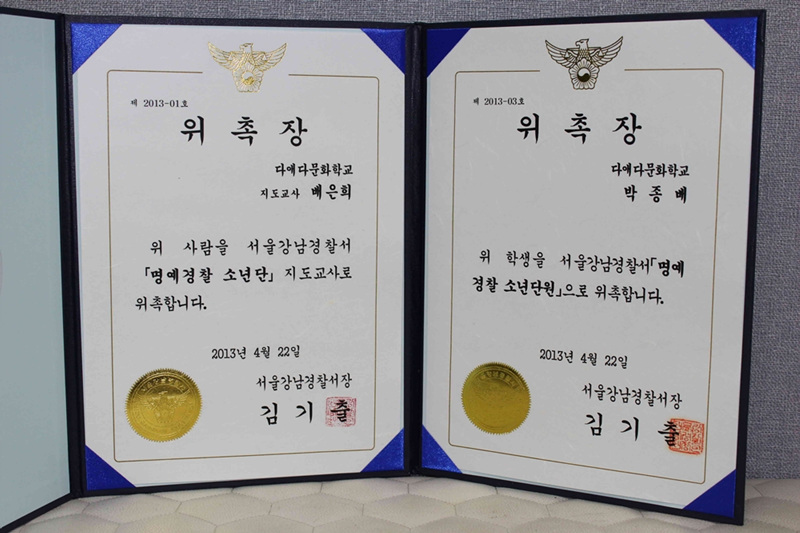 제 2013-01호
위촉장
다애다문화학교
지도교사 배은희
위 사람을 서울강남경찰서
「명예경찰 소년단」 지도교사로
위촉합니다.
2013년 4월 22일
서울강남경찰서장
김기출
제 2013-03호
위촉장
다애다문화학교
박종배
위 학생을 서울강남경찰서「명예
경찰 소년단원」으로 위촉합니다.
2013년 4월 22일
서울강남경찰서장
김기출